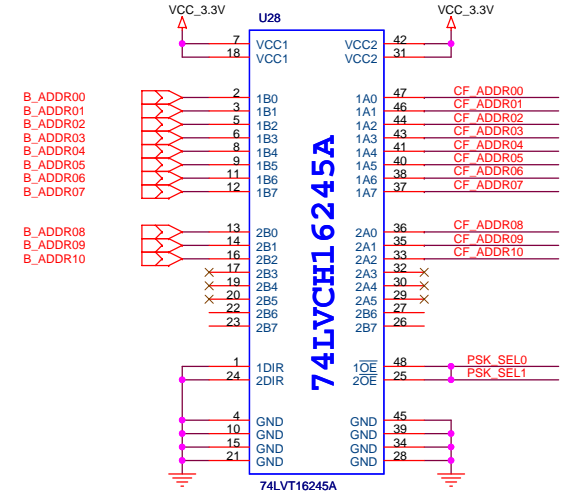 VCC_3.3V VCC_3.3V
U28
7 VCC1 VCC2 42
18 VCC1 VCC2 31
B_ADDR00 2 1B0 1A0 47 CF_ADDR00
B_ADDR01 3 1B1 1A1 46 CF_ADDR01
B_ADDR02 5 1B2 1A2 44 CF_ADDR02
B_ADDR03 6 1B3 1A3 43 CF_ADDR03
B_ADDR04 8 1B4 1A4 41 CF_ADDR04
B_ADDR05 9 1B5 1A5 40 CF_ADDR05
B_ADDR06 11 1B6 1A6 38 CF_ADDR06
B_ADDR07 12 1B7 1A7 37 CF_ADDR07
74LVCH16245A
B_ADDR08 13 2B0 2A0 36 CF_ADDR08
B_ADDR09 14 2B1 2A1 35 CF_ADDR09
B_ADDR10 16 2B2 2A2 33 CF_ADDR10
17 2B3 2A3 32
19 2B4 2A4 30
20 2B5 2A5 29
22 2B6 2B6 27
23 2B7 2B7 26
1 1DIR 1OE 48 PSK_SEL0
24 2DIR 2OE 25 PSK_SEL1
4 GND GND 45
10 GND GND 39
15 GND GND 34
21 GND GND 28
74LVT16245A